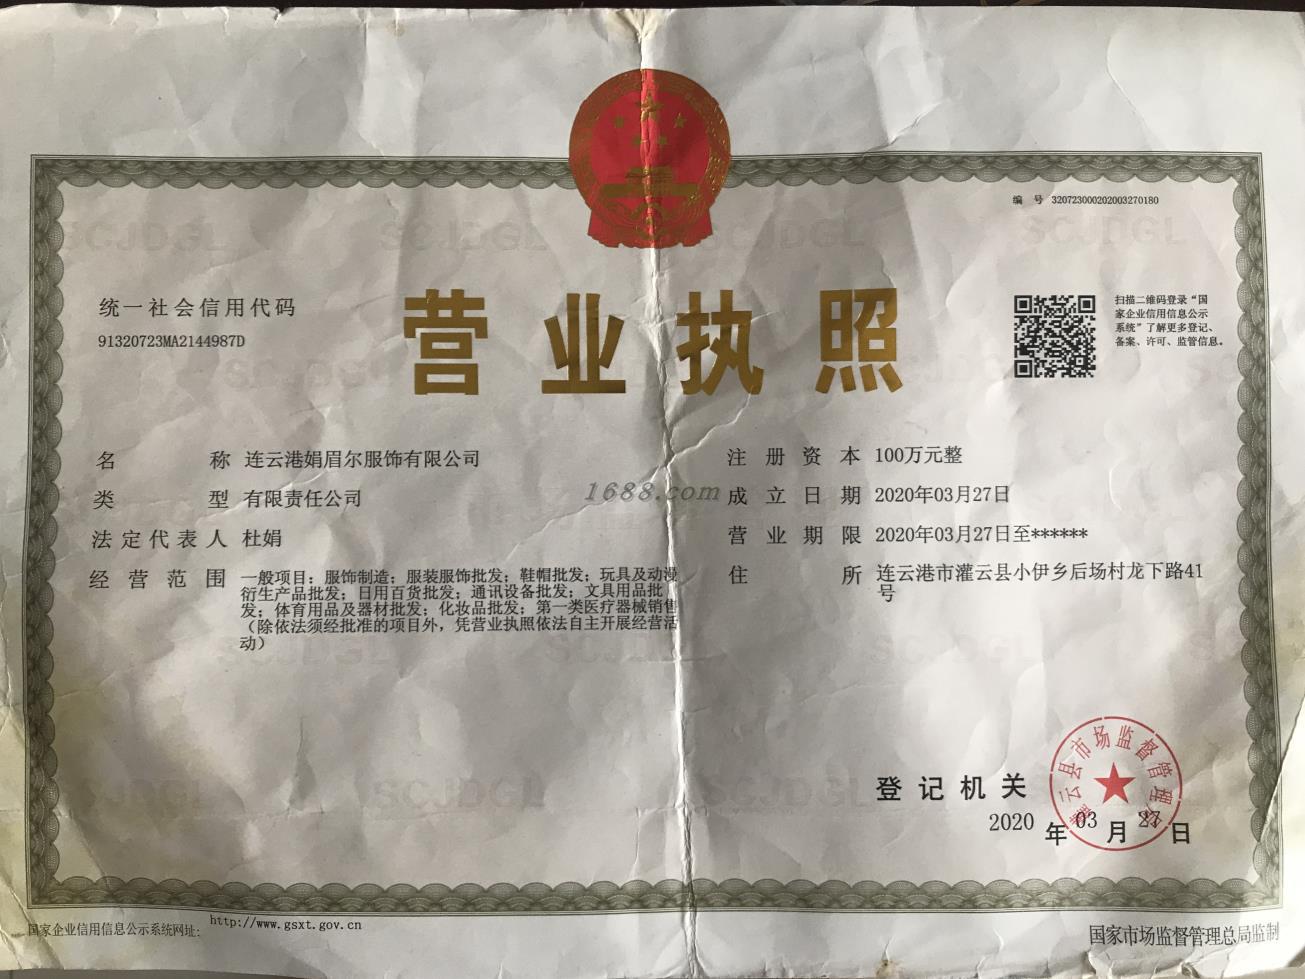 编 号 320723000202003270180
统一社会信用代码
91320723MA2144987D
营业执照
扫描二维码登录“国
家企业信用信息公示
系统”了解更多登记、
备案、许可、监管信息。
名 称 连云港娟眉尔服饰有限公司
类 型 有限责任公司
法定代表人 杜娟
经营范围 一般项目：服饰制造；服装服饰批发；鞋帽批发；玩具及动漫
衍生产品批发；日用百货批发；通讯设备批发；文具用品批
发；体育用品及器材批发；化妆品批发；第一类医疗器械销售
（除依法须经批准的项目外，凭营业执照依法自主开展经营活
动）
1688.com
注册资本 100万元整
成立日期 2020年03月27日
营业期限 2020年03月27日至******
住 所 连云港市灌云县小伊乡后场村龙下路41
号
登记机关
灌云县市场监督管理局
2020 年 03 月 27 日
国家企业信用信息公示系统网址：
http://www.gsxt.gov.cn
国家市场监督管理总局监制
SCJDGL